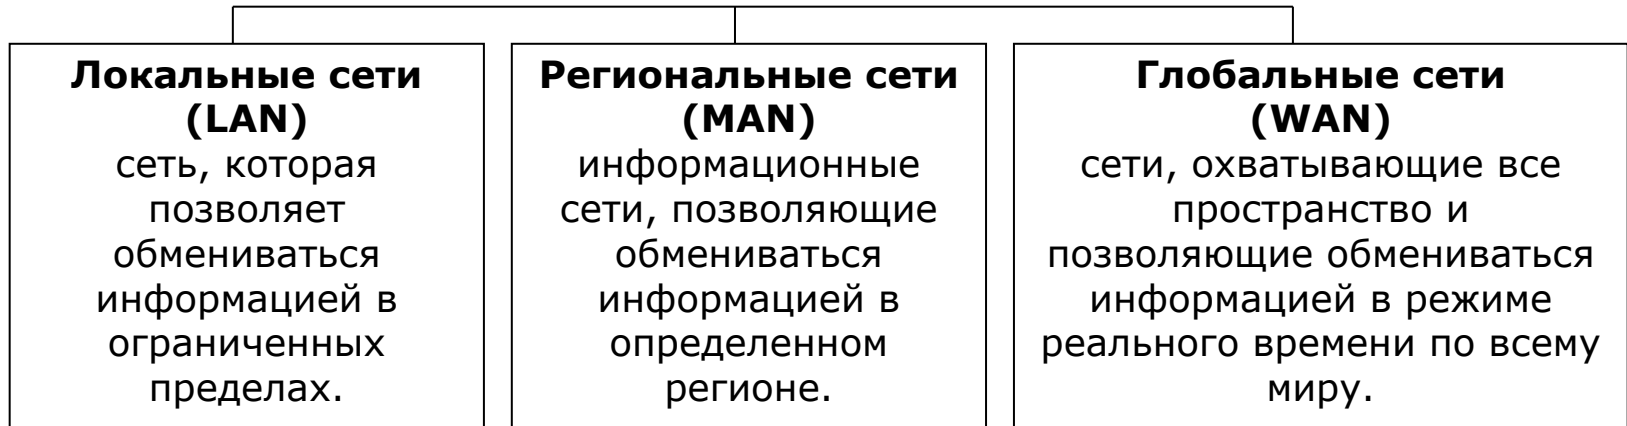 Локальные сети
(LAN)
сеть, которая
позволяет
обмениваться
информацией в
ограниченных
пределах.
Региональные сети
(MAN)
информационные
сети, позволяющие
обмениваться
информацией в
определенном
регионе.
Глобальные сети
(WAN)
сети, охватывающие все
пространство и
позволяющие обмениваться
информацией в режиме
реального времени по всему
миру.